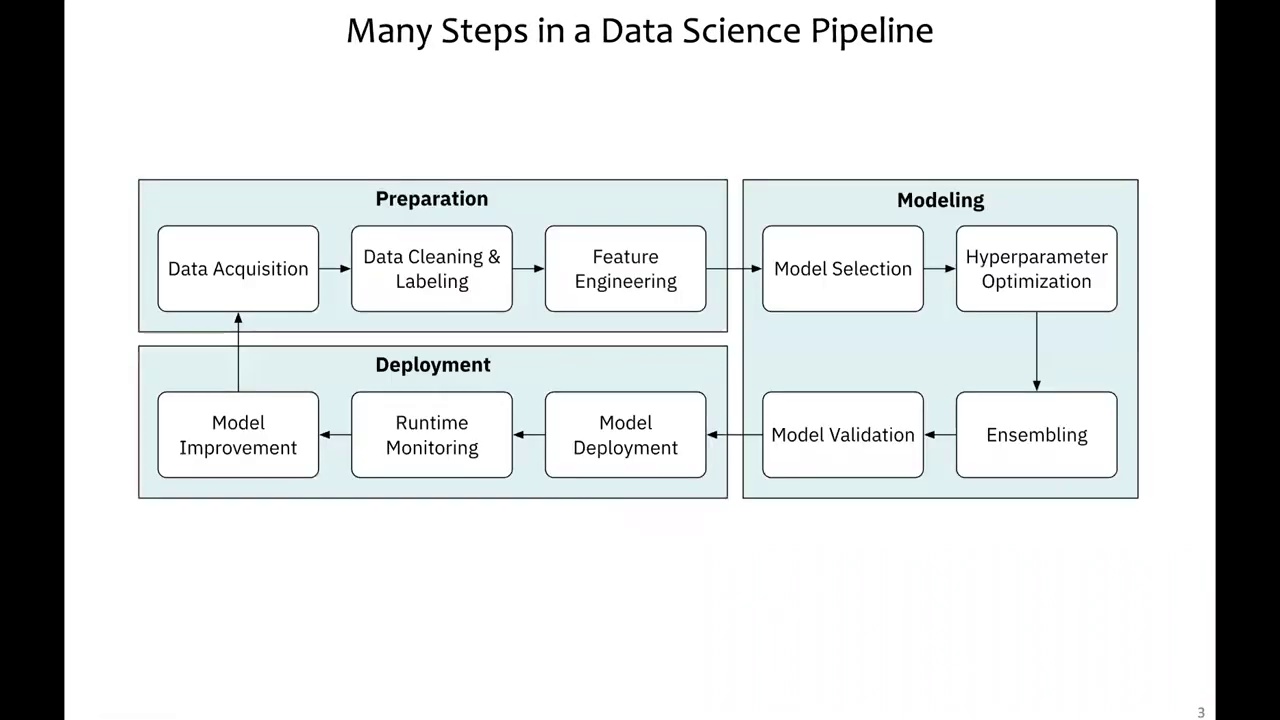 Many Steps in a Data Science Pipeline
Preparation
Data Acquisition
Data Cleaning &
Labeling
Feature
Engineering
Modeling
Model Selection
Hyperparameter
Optimization
Ensembling
Model Validation
Deployment
Model
Deployment
Runtime
Monitoring
Model
Improvement
3